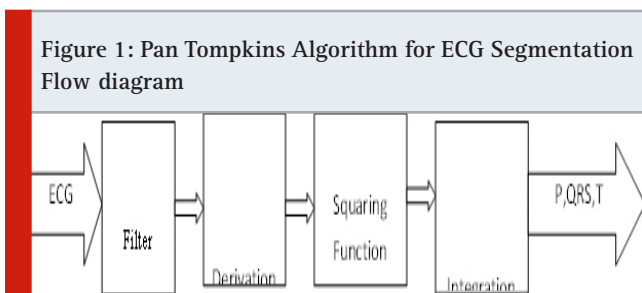 Figure 1: Pan Tompkins Algorithm for ECG Segmentation
Flow diagram
ECG
Filter
Derivation
Squaring
Function
Integration
P,QRS,T